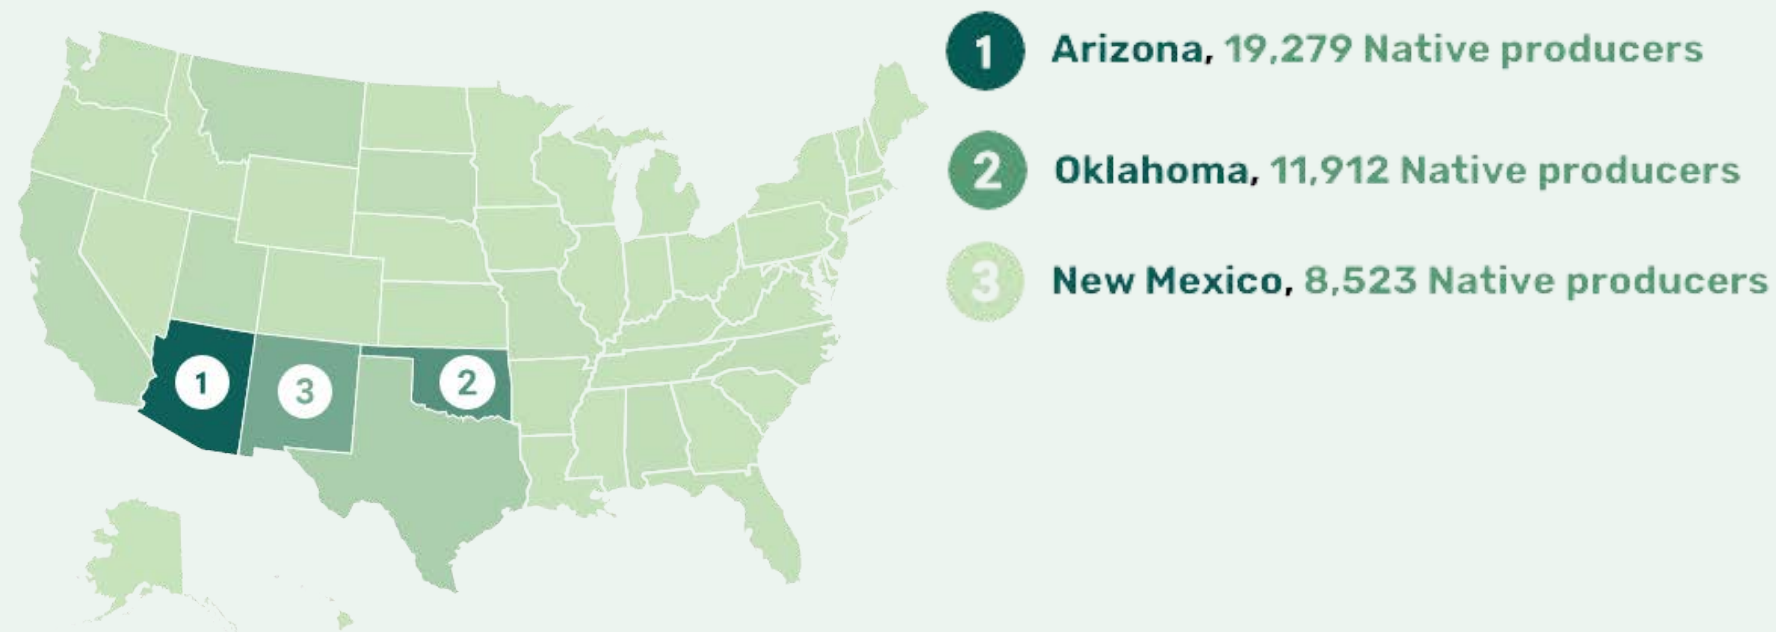 1 Arizona, 19,279 Native producers
2 Oklahoma, 11,912 Native producers
3 New Mexico, 8,523 Native producers
1
3
2